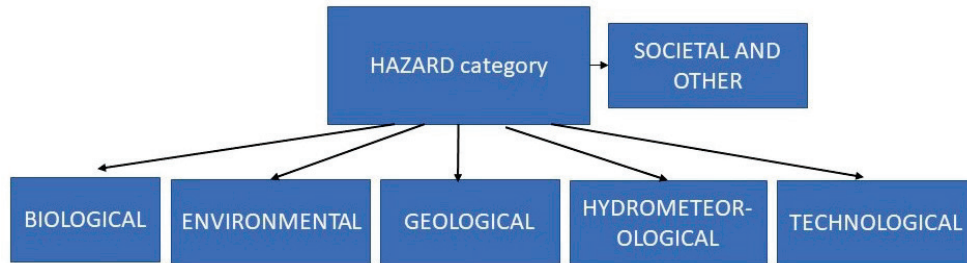 HAZARD category
SOCIETAL AND
OTHER
BIOLOGICAL
ENVIRONMENTAL
GEOLOGICAL
HYDROMETEOR-
OLOGICAL
TECHNOLOGICAL